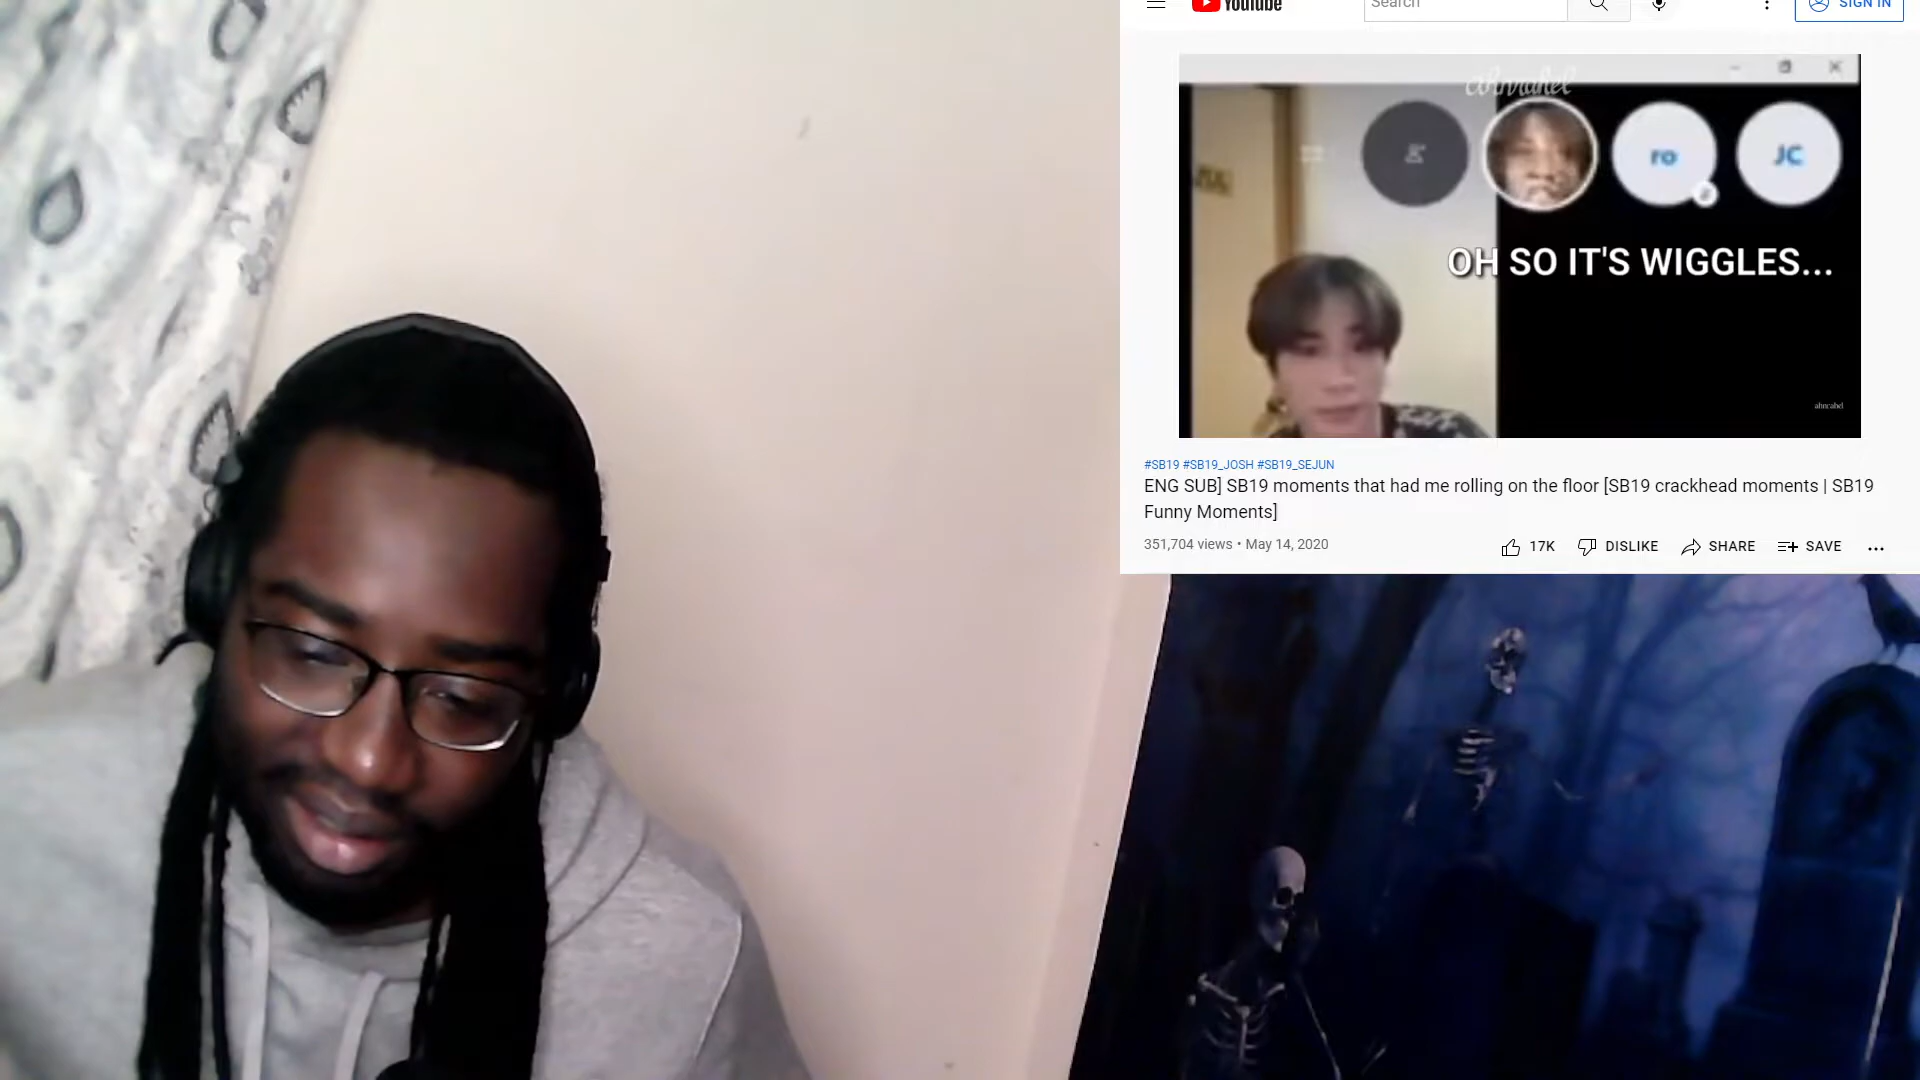 YouTube
Search
SIGN IN
ahnrahel
ro
JC
OH SO IT'S WIGGLES...
ahnrahel
#SB19 #SB19_JOSH #SB19_SEJUN
ENG SUB] SB19 moments that had me rolling on the floor [SB19 crackhead moments | SB19
Funny Moments]
351,704 views • May 14, 2020
17K
DISLIKE
SHARE
SAVE